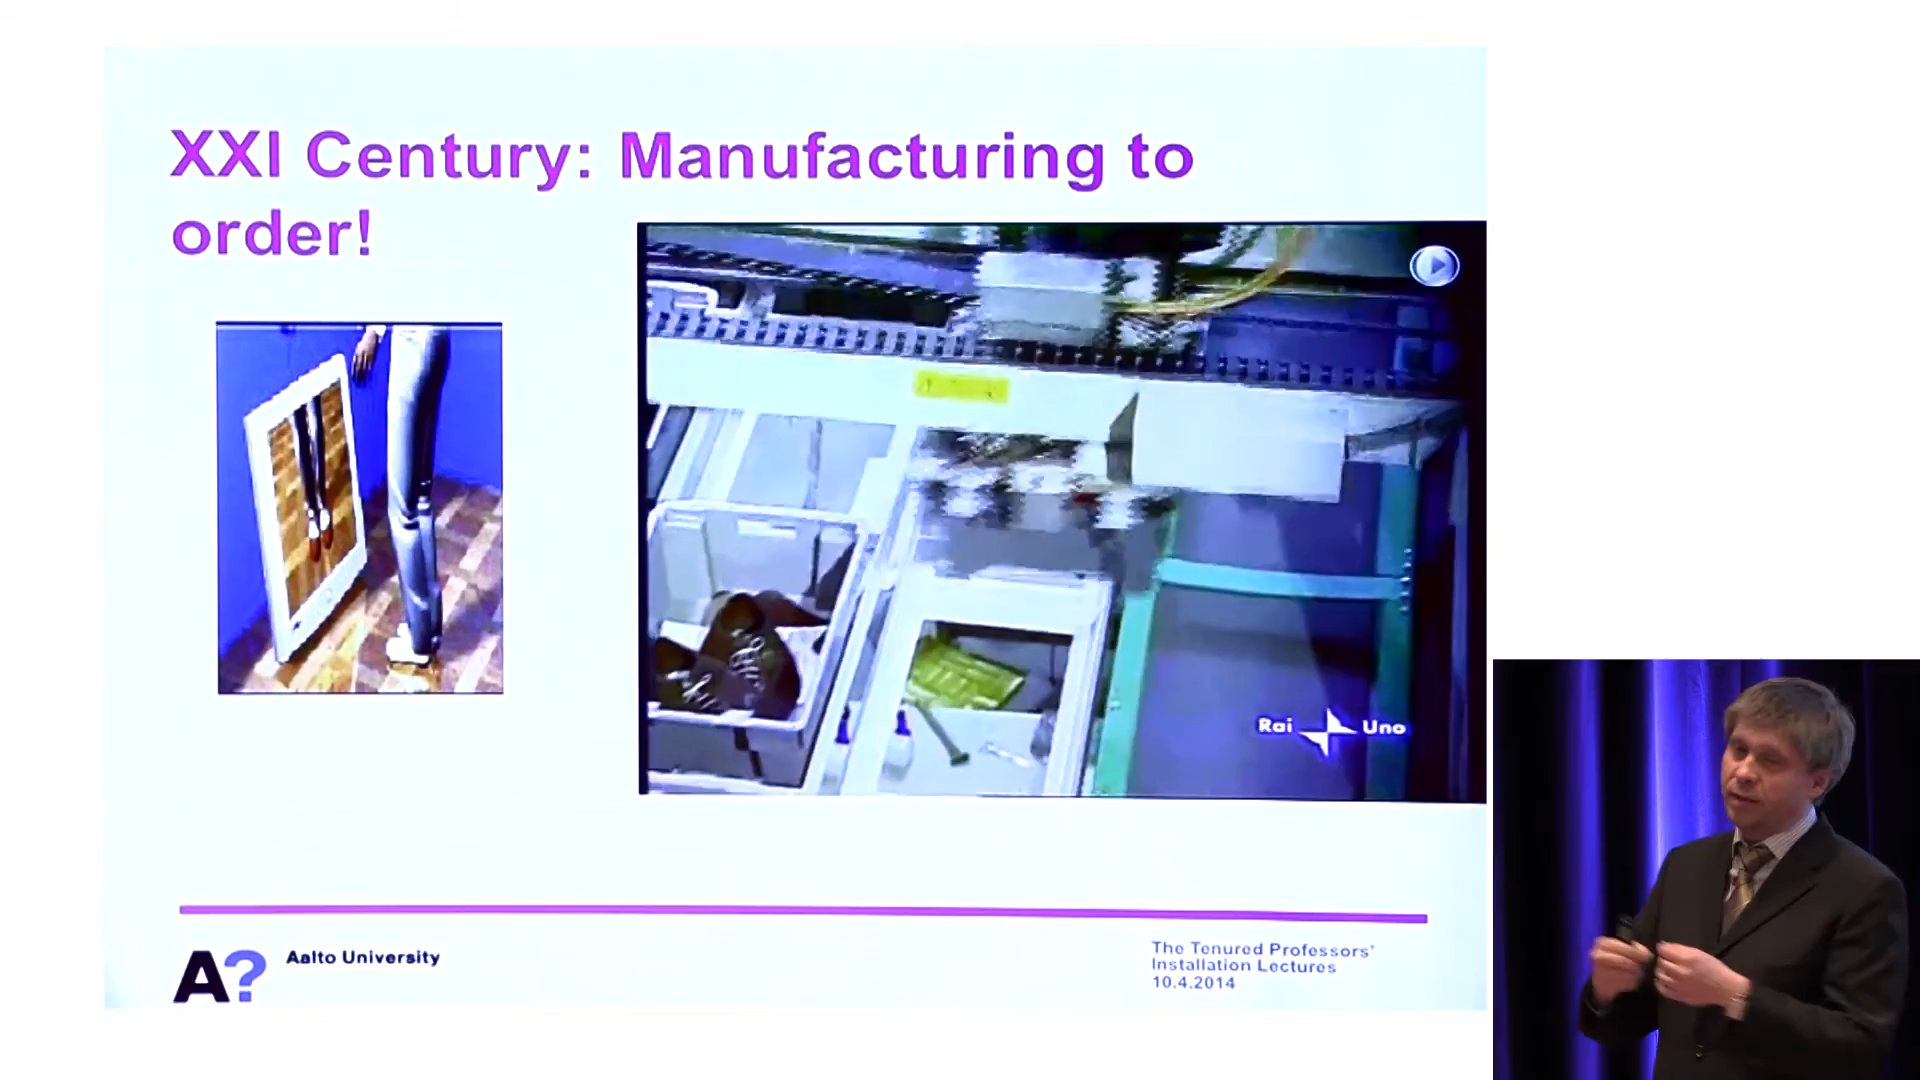 XXI Century: Manufacturing to
order!
Rai Uno
A? Aalto University
The Tenured Professors'
Installation Lectures
10.4.2014